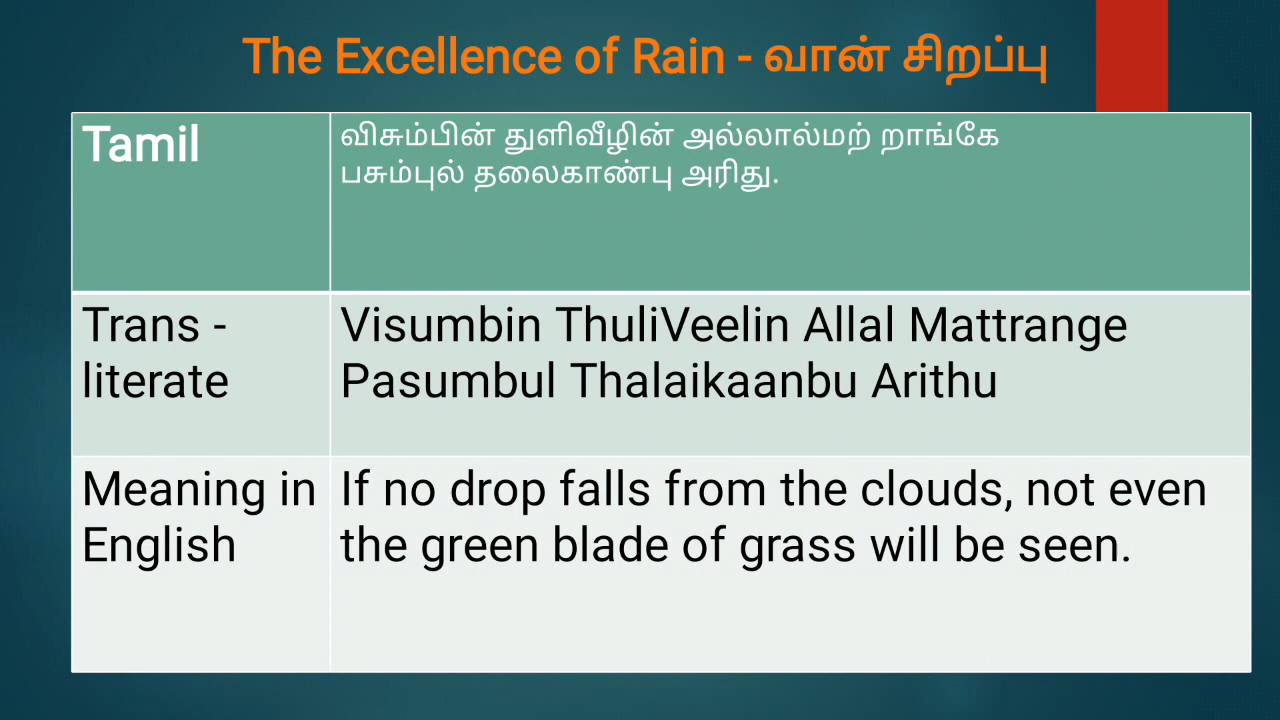 The Excellence of Rain - வான் சிறப்பு
Tamil
விசும்பின் துளிவீழின் அல்லால்மற் றாங்கே
பசும்புல் தலைகாண்பு அரிது.
Trans -
literate
Visumbin ThuliVeelin Allal Mattrange
Pasumbul Thalaikaanbu Arithu
Meaning in
English
If no drop falls from the clouds, not even
the green blade of grass will be seen.